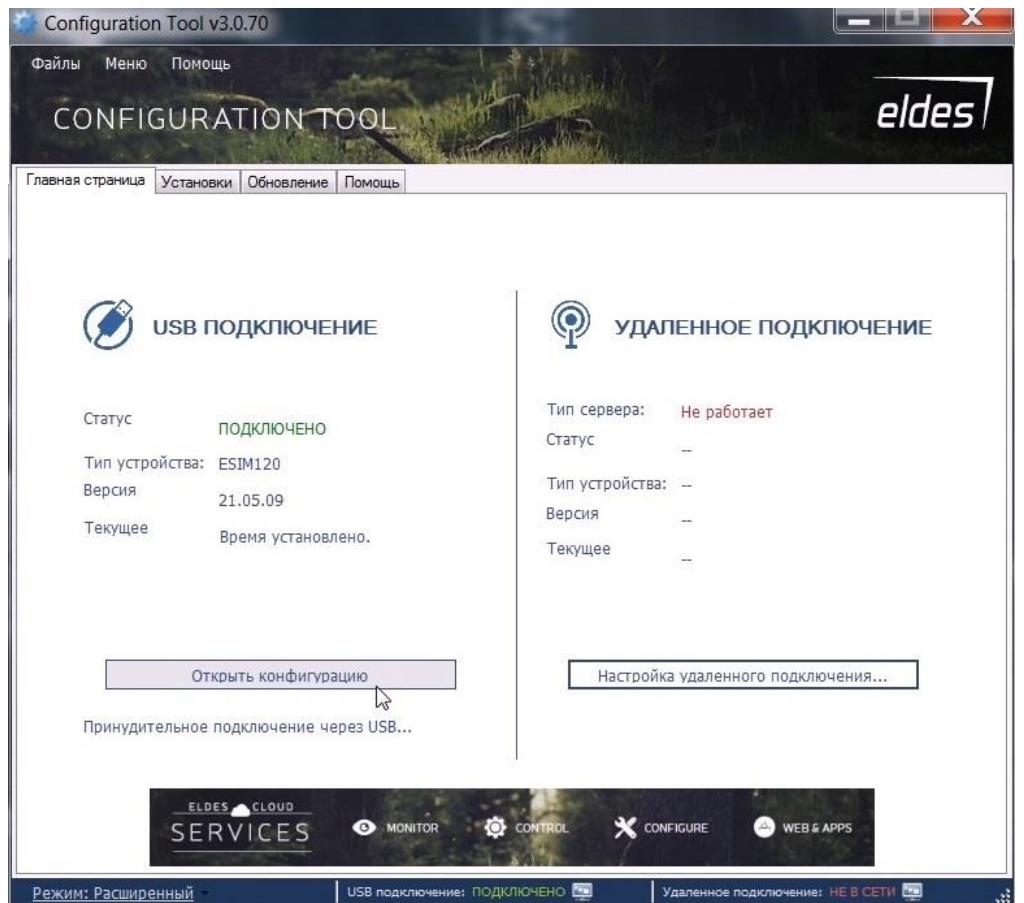 Configuration Tool v3.0.70
Файлы Меню Помощь
CONFIGURATION TOOL
eldes
Главная страница Установки Обновление Помощь
USB ПОДКЛЮЧЕНИЕ
Статус ПОДКЛЮЧЕНО
Тип устройства: ESIM120
Версия 21.05.09
Текущее Время установлено.
Открыть конфигурацию
Принудительное подключение через USB...
УДАЛЕННОЕ ПОДКЛЮЧЕНИЕ
Тип сервера: Не работает
Статус --
Тип устройства: --
Версия --
Текущее --
Настройка удаленного подключения...
ELDES CLOUD
SERVICES
MONITOR CONTROL CONFIGURE WEB & APPS
Режим: Расширенный USB подключение: ПОДКЛЮЧЕНО Удаленное подключение: НЕ В СЕТИ